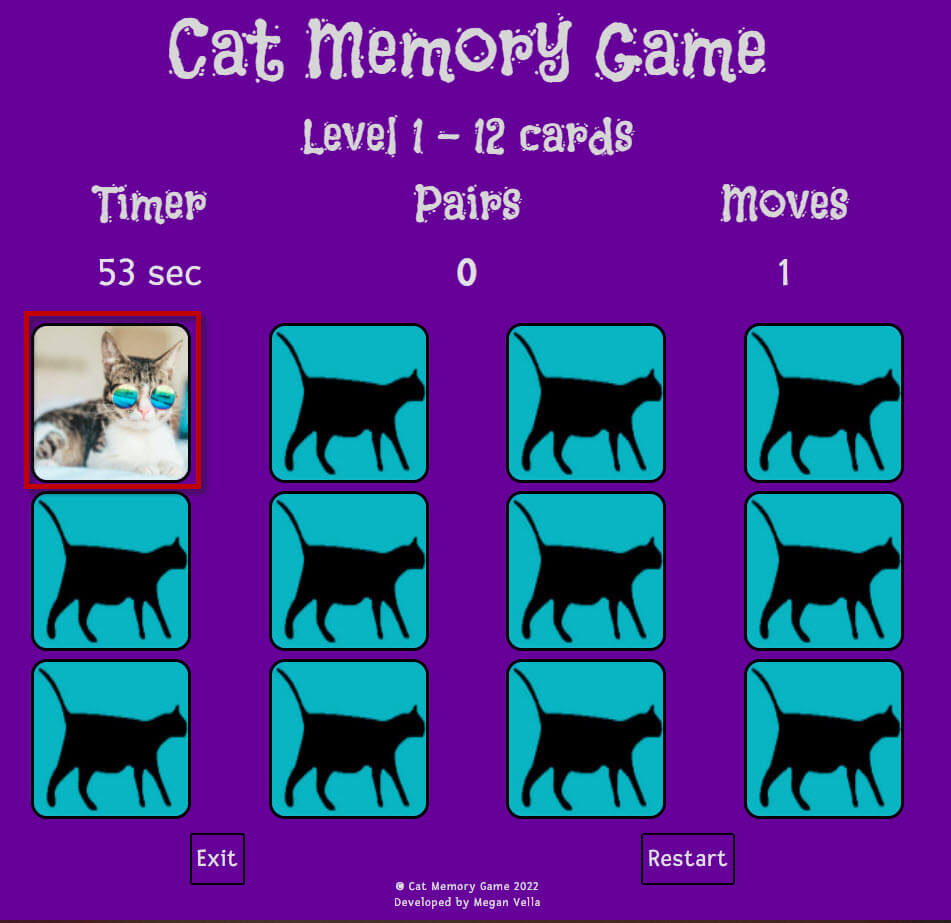 Cat Memory Game
Level 1 – 12 cards
Timer Pairs Moves
53 sec 0 1
Exit Restart
© Cat Memory Game 2022
Developed by Megan Vella